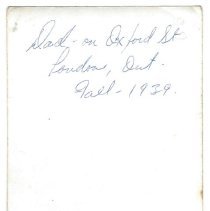 Dad - on Oxford St
London, Ont.
Fall - 1939.